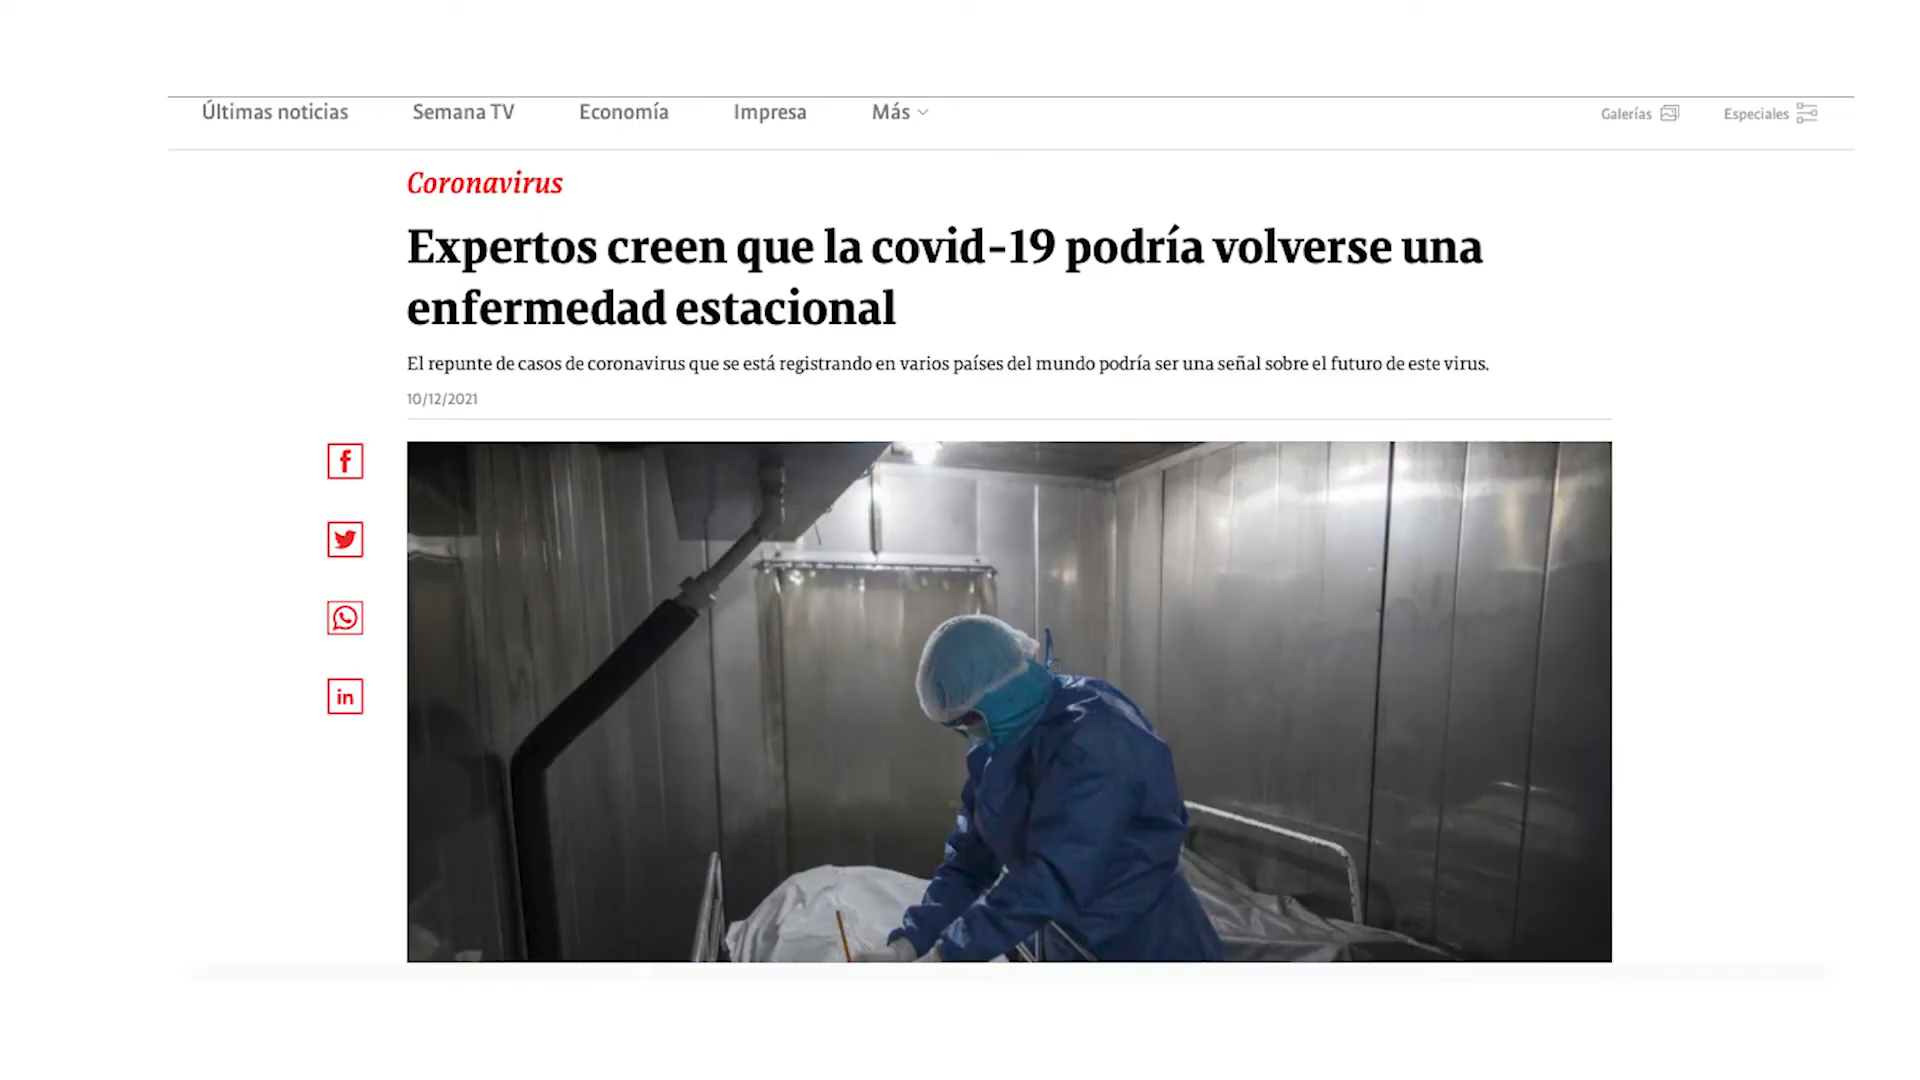 Últimas noticias Semana TV Economía Impresa Más Galerías Especiales
Coronavirus
Expertos creen que la covid-19 podría volverse una
enfermedad estacional
El repunte de casos de coronavirus que se está registrando en varios países del mundo podría ser una señal sobre el futuro de este virus.
10/12/2021
f
in